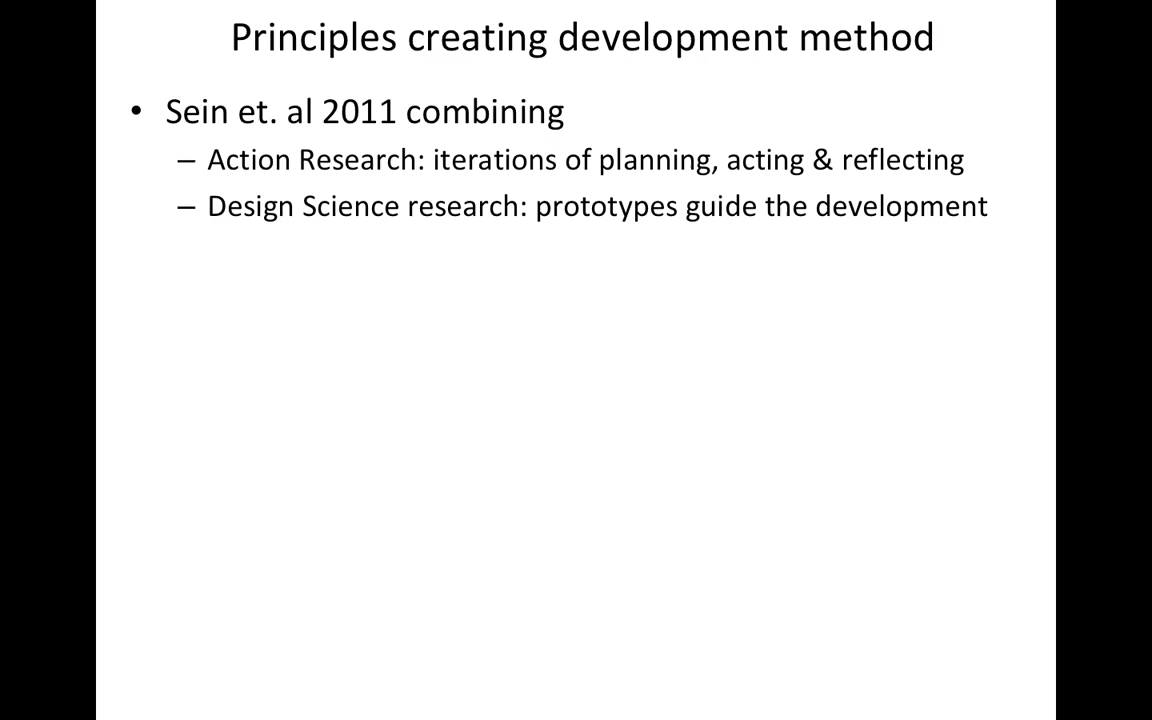 Principles creating development method
• Sein et. al 2011 combining
– Action Research: iterations of planning, acting & reflecting
– Design Science research: prototypes guide the development